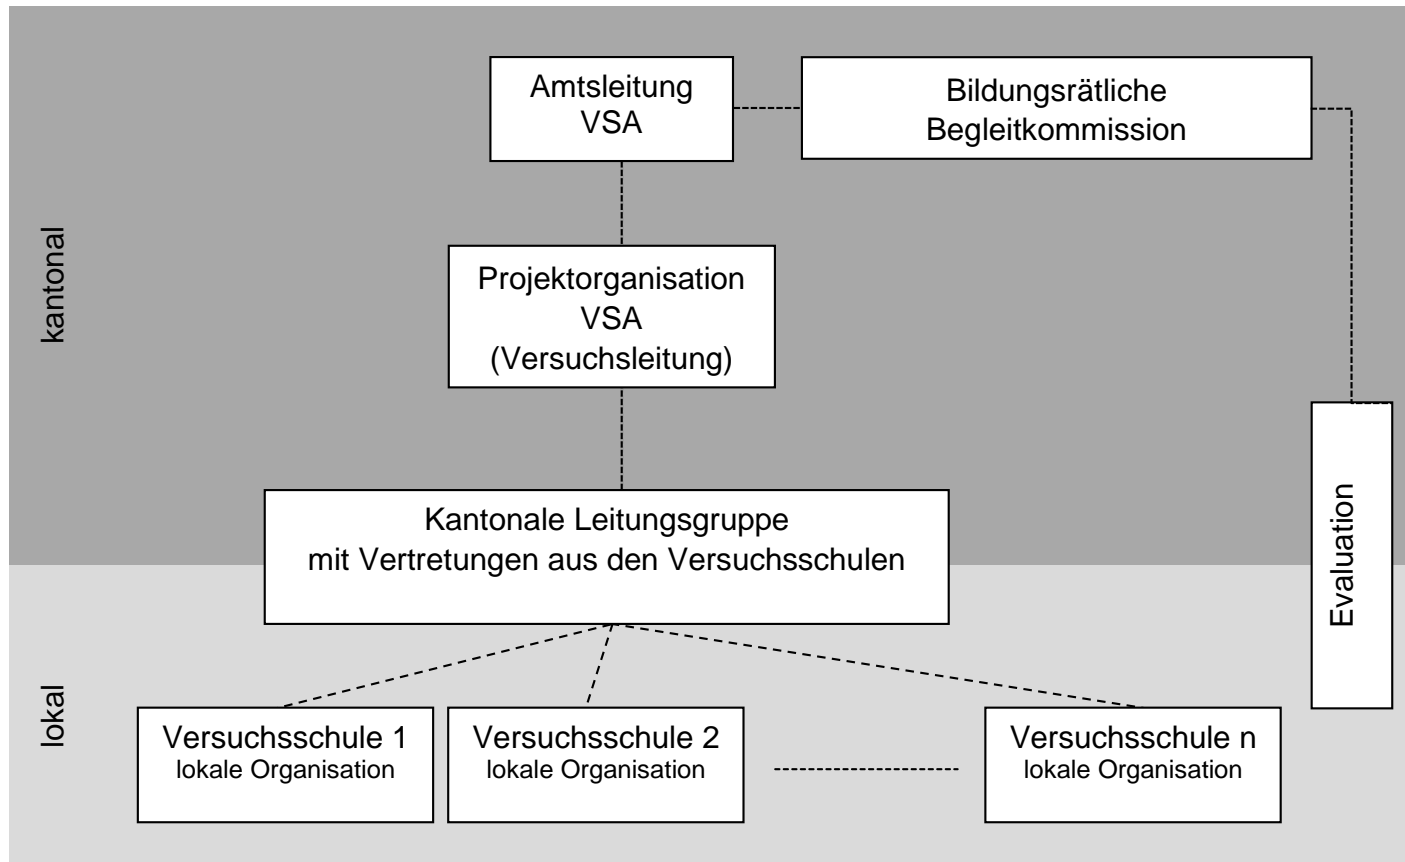 Amtsleitung
VSA
Bildungsrätliche
Begleitkommission
kantonal
Projektorganisation
VSA
(Versuchsleitung)
Evaluation
Kantonale Leitungsgruppe
mit Vertretungen aus den Versuchsschulen
lokal
Versuchsschule 1
lokale Organisation
Versuchsschule 2
lokale Organisation
Versuchsschule n
lokale Organisation